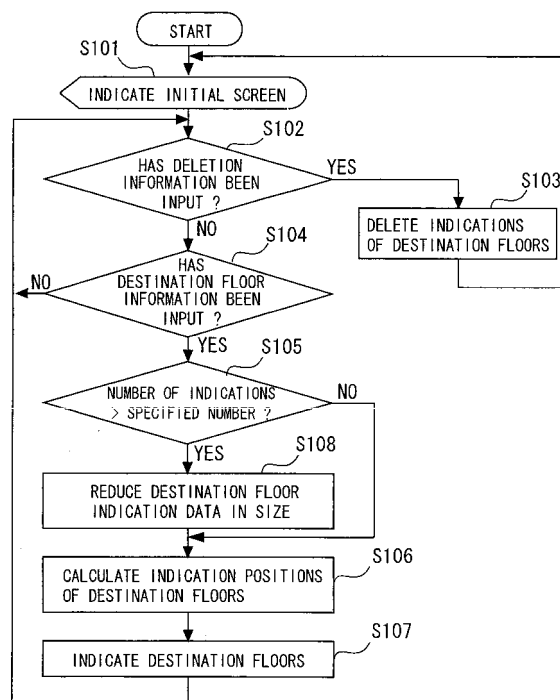 START
S101
INDICATE INITIAL SCREEN
S102
HAS DELETION
INFORMATION BEEN
INPUT ?
YES
S103
DELETE INDICATIONS
OF DESTINATION FLOORS
NO
S104
HAS
DESTINATION FLOOR
INFORMATION BEEN
INPUT ?
NO
YES
S105
NUMBER OF INDICATIONS
> SPECIFIED NUMBER ?
NO
YES
S108
REDUCE DESTINATION FLOOR
INDICATION DATA IN SIZE
S106
CALCULATE INDICATION POSITIONS
OF DESTINATION FLOORS
S107
INDICATE DESTINATION FLOORS